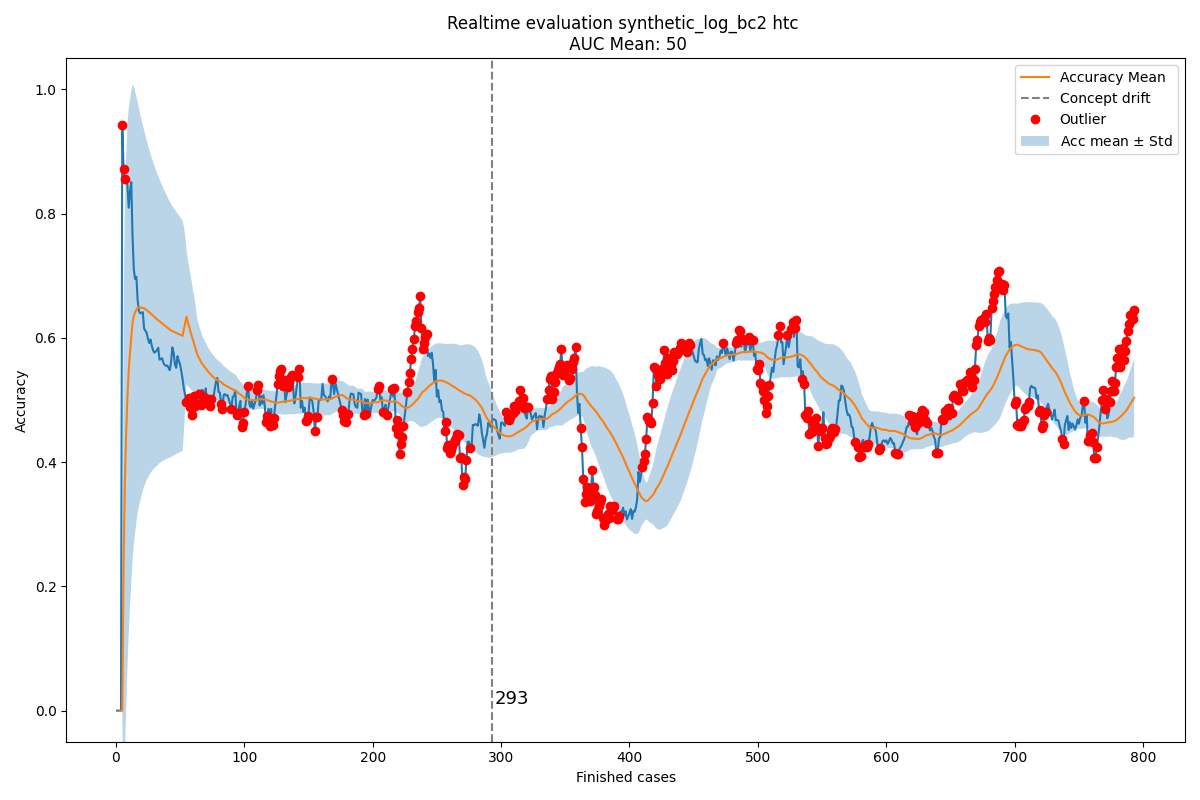 Realtime evaluation synthetic_log_bc2 htc
AUC Mean: 50
Accuracy
1.0
0.8
0.6
0.4
0.2
0.0
Accuracy Mean
Concept drift
Outlier
Acc mean ± Std
293
0
100
200
300
400
500
600
700
800
Finished cases